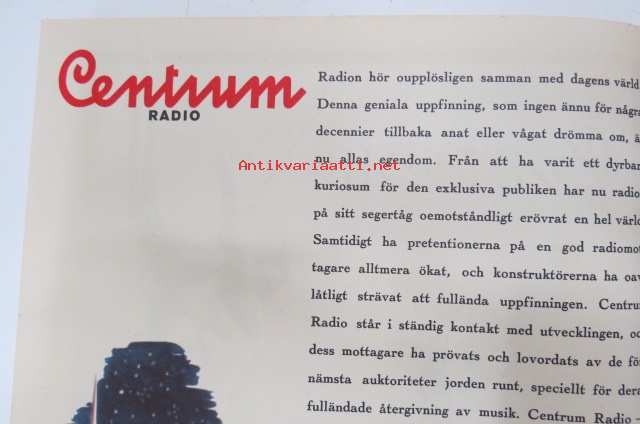 Centrum
RADIO
Antikvariaatti.net
Radion hör oupplösligen samman med dagens värld
Denna geniala uppfinning, som ingen ännu för några
decennier tillbaka anat eller vågat drömma om, ä
nu allas egendom. Från att ha varit ett dyrbar
kuriosum för den exklusiva publiken har nu radio
på sitt segertåg oemotståndligt erövrat en hel värld
Samtidigt ha pretentionerna på en god radiomot
tagare alltmera ökat, och konstruktörerna ha oav
låtligt strävat att fullända uppfinningen. Centrum
Radio står i ständig kontakt med utvecklingen, oc
dess mottagare ha prövats och lovordats av de för
nämsta auktoriteter jorden runt, speciellt för dera
fulländade återgivning av musik. Centrum Radio –